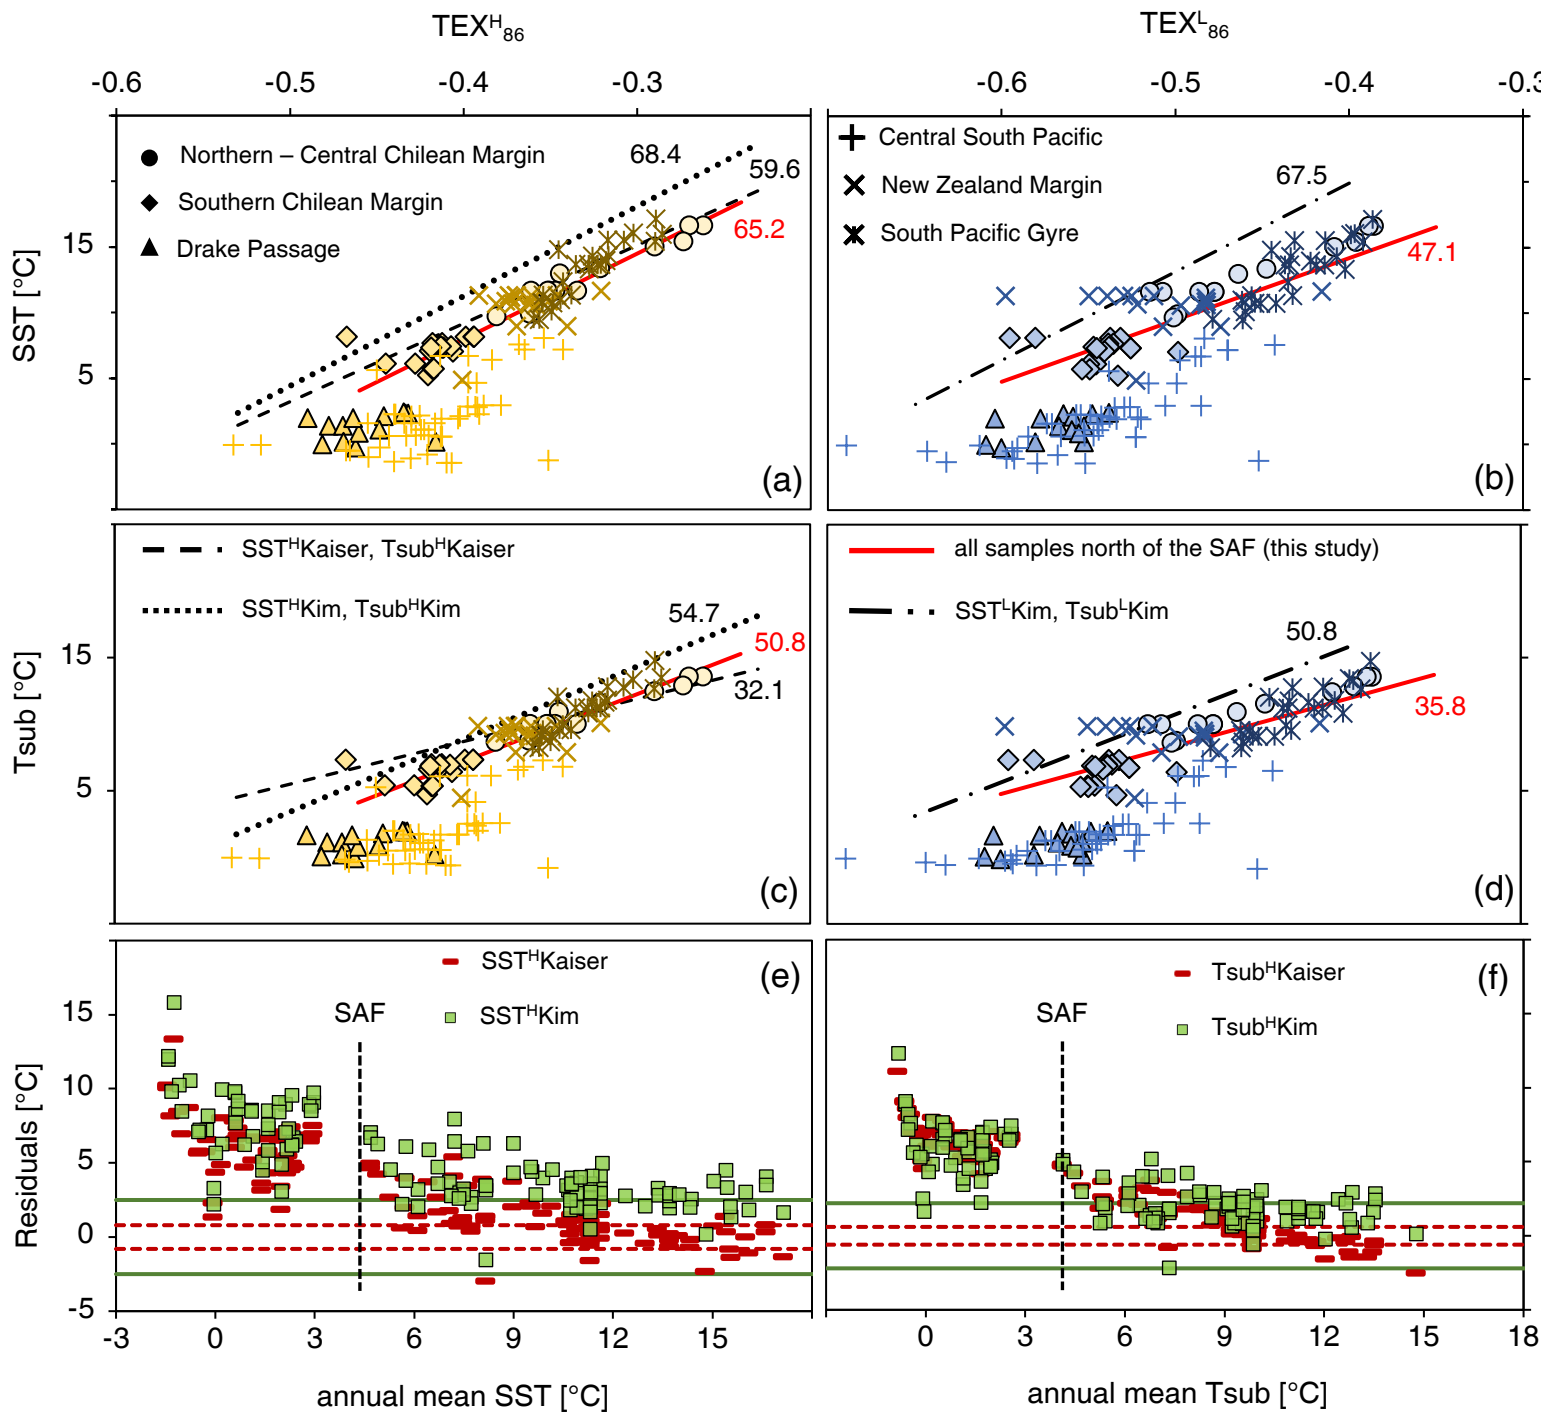 TEXᴴ₈₆ TEXᴸ₈₆
-0.6 -0.5 -0.4 -0.3 -0.6 -0.5 -0.4 -0.3
Northern – Central Chilean Margin
Southern Chilean Margin
Drake Passage
68.4
59.6
65.2
SST [°C]
15
5
(a)
Central South Pacific
New Zealand Margin
South Pacific Gyre
67.5
47.1
(b)
SSTᴴKaiser, TsubᴴKaiser
SSTᴴKim, TsubᴴKim
54.7
50.8
32.1
Tsub [°C]
15
5
(c)
all samples north of the SAF (this study)
SSTᴸKim, TsubᴸKim
50.8
35.8
(d)
SSTᴴKaiser
SSTᴴKim
SAF
(e)
Residuals [°C]
15
10
5
0
-5
-3 0 3 6 9 12 15
annual mean SST [°C]
TsubᴴKaiser
TsubᴴKim
SAF
(f)
0 3 6 9 12 15 18
annual mean Tsub [°C]